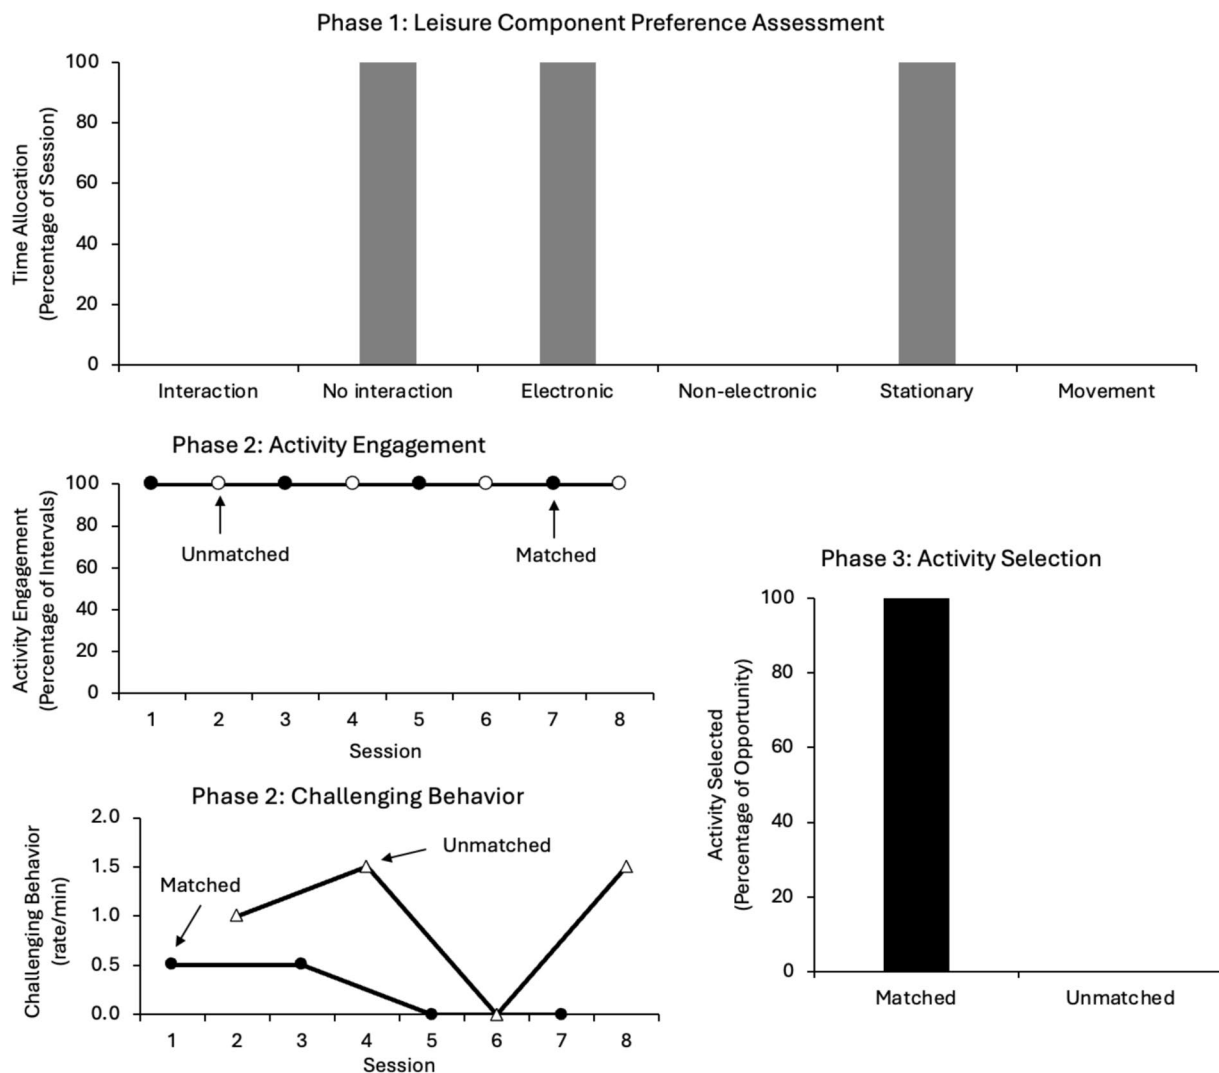 Phase 1: Leisure Component Preference Assessment
Time Allocation
(Percentage of Session)
100
80
60
40
20
0
Interaction
No interaction
Electronic
Non-electronic
Stationary
Movement
Phase 2: Activity Engagement
Activity Engagement
(Percentage of Intervals)
100
80
60
40
20
0
Unmatched
Matched
1 2 3 4 5 6 7 8
Session
Phase 2: Challenging Behavior
Challenging Behavior
(rate/min)
2.0
1.5
1.0
0.5
0.0
Matched
Unmatched
1 2 3 4 5 6 7 8
Session
Phase 3: Activity Selection
Activity Selected
(Percentage of Opportunity)
100
80
60
40
20
0
Matched
Unmatched